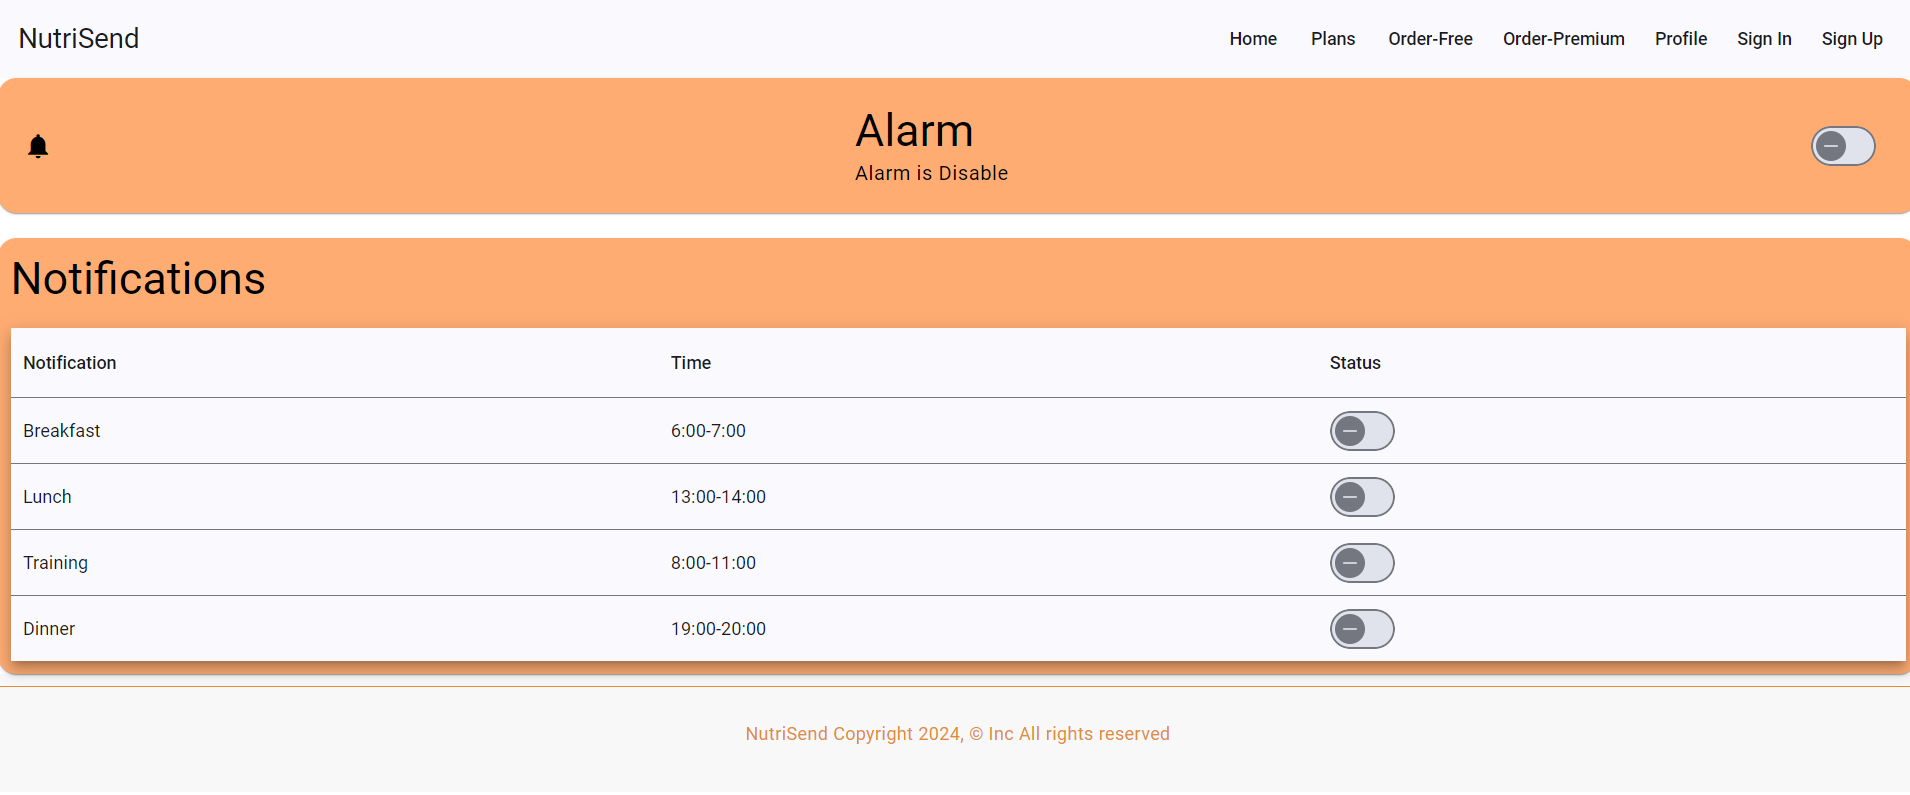 NutriSend Home Plans Order-Free Order-Premium Profile Sign In Sign Up
Alarm
Alarm is Disable
Notifications
Notification Time Status
Breakfast 6:00-7:00
Lunch 13:00-14:00
Training 8:00-11:00
Dinner 19:00-20:00
NutriSend Copyright 2024, © Inc All rights reserved